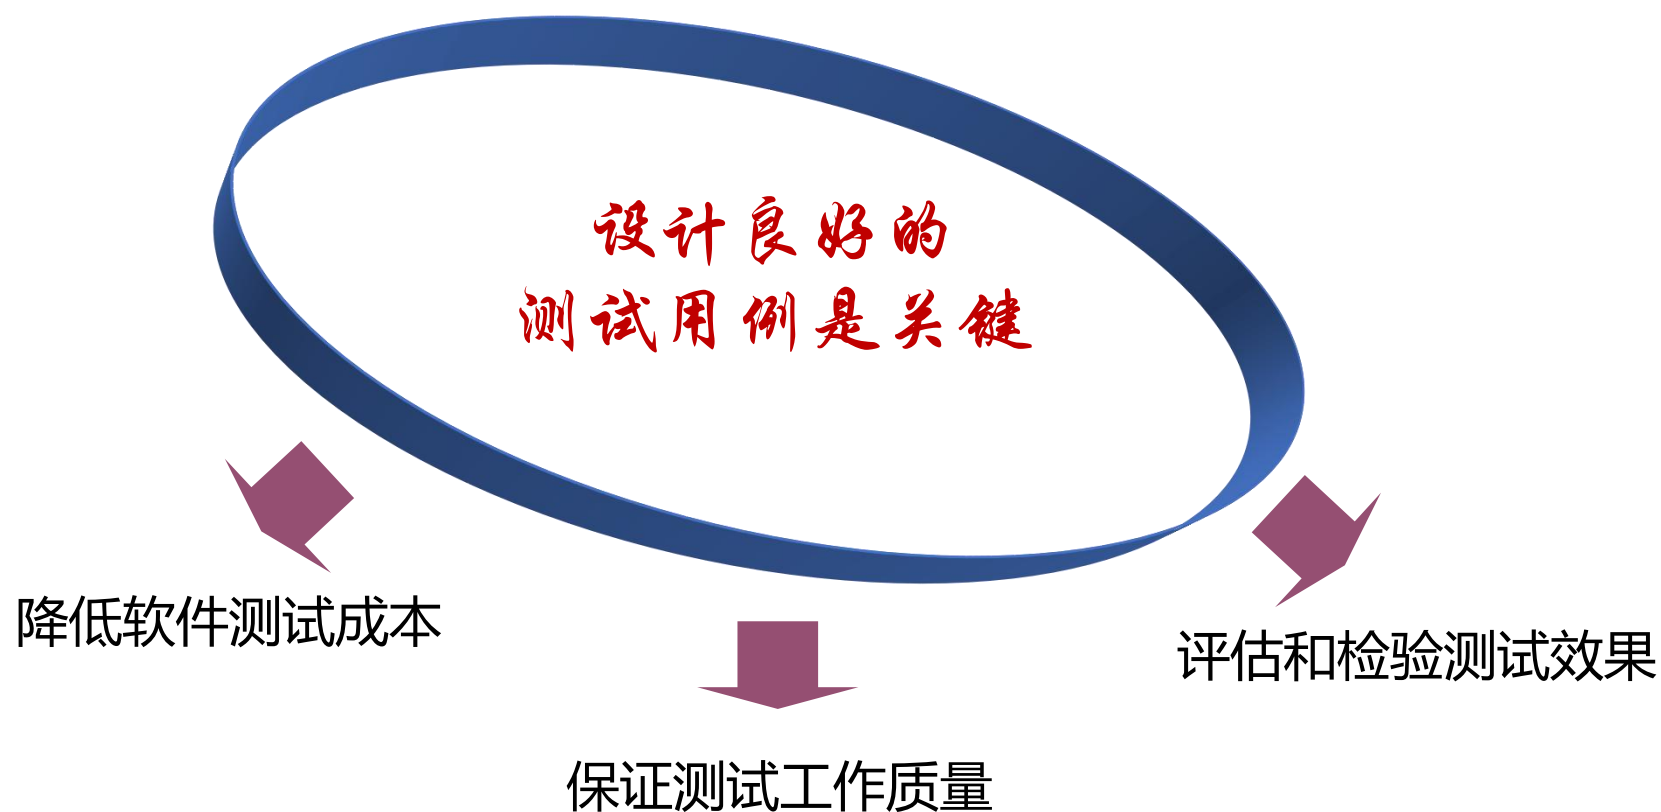 设计良好的
测试用例是关键
降低软件测试成本
评估和检验测试效果
保证测试工作质量